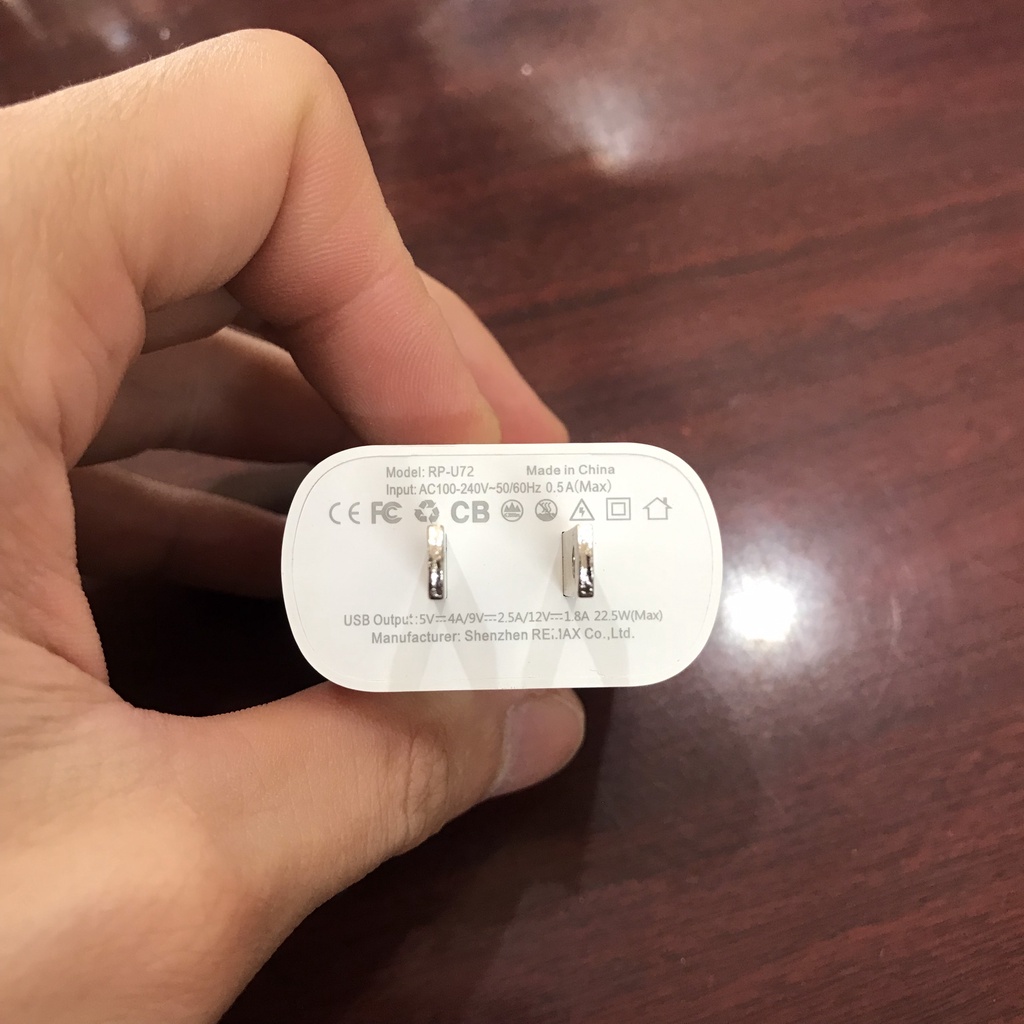 Model: RP-U72 Made in China
Input: AC100-240V~50/60Hz 0.5A(Max)
CE FC CB
USB Output: 5V⎓4A/9V⎓2.5A/12V⎓1.8A 22.5W(Max)
Manufacturer: Shenzhen REMAX Co.,Ltd.